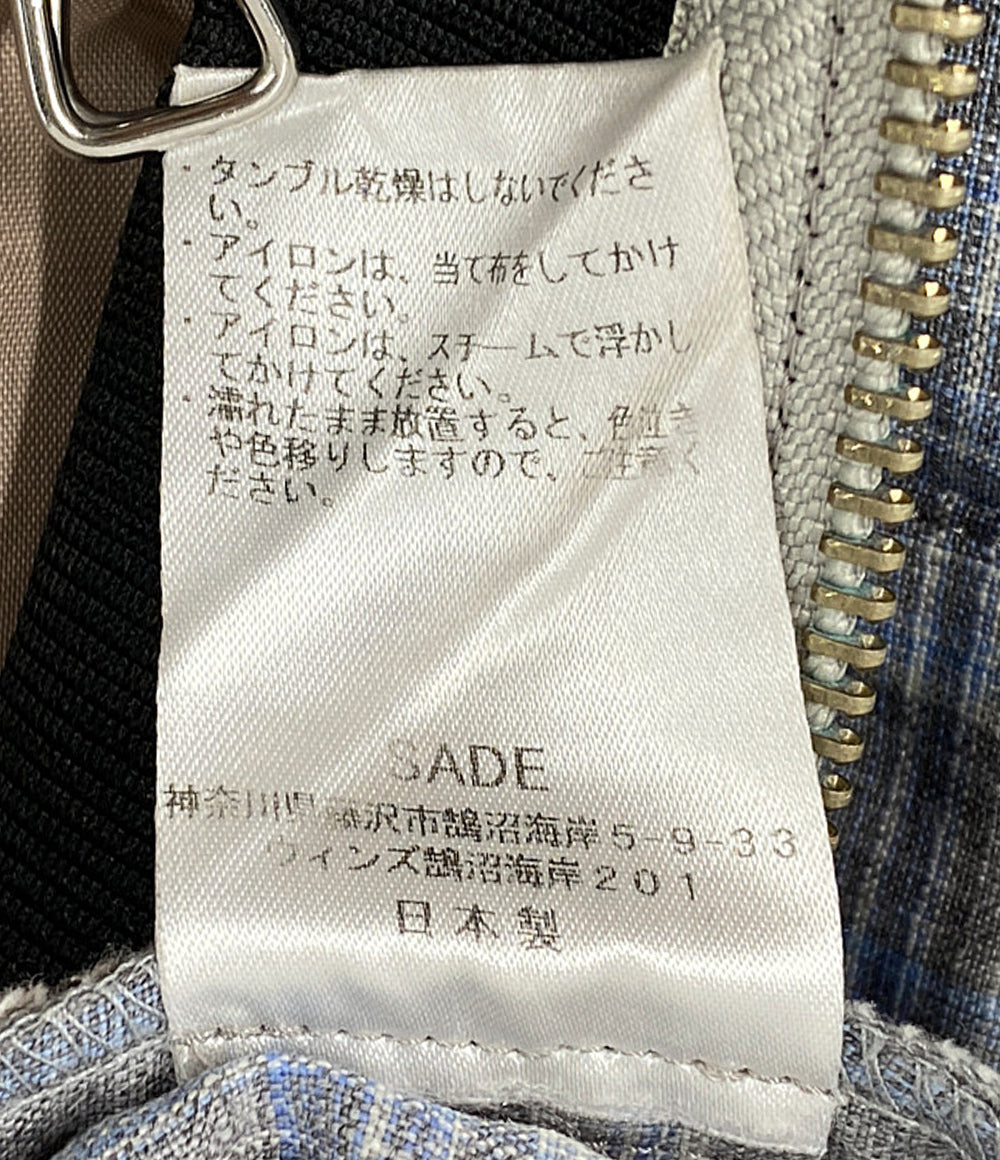 ・タンブル乾燥はしないでくださ
い。
・アイロンは、当て布をしてかけ
てください。
・アイロンは、スチームで浮かし
てかけてください。
・濡れたまま放置すると、色泣き
や色移りしますので、ご注意く
ださい。
SADE
神奈川県藤沢市鵠沼海岸5-9-33
ウィンズ鵠沼海岸201
日本製